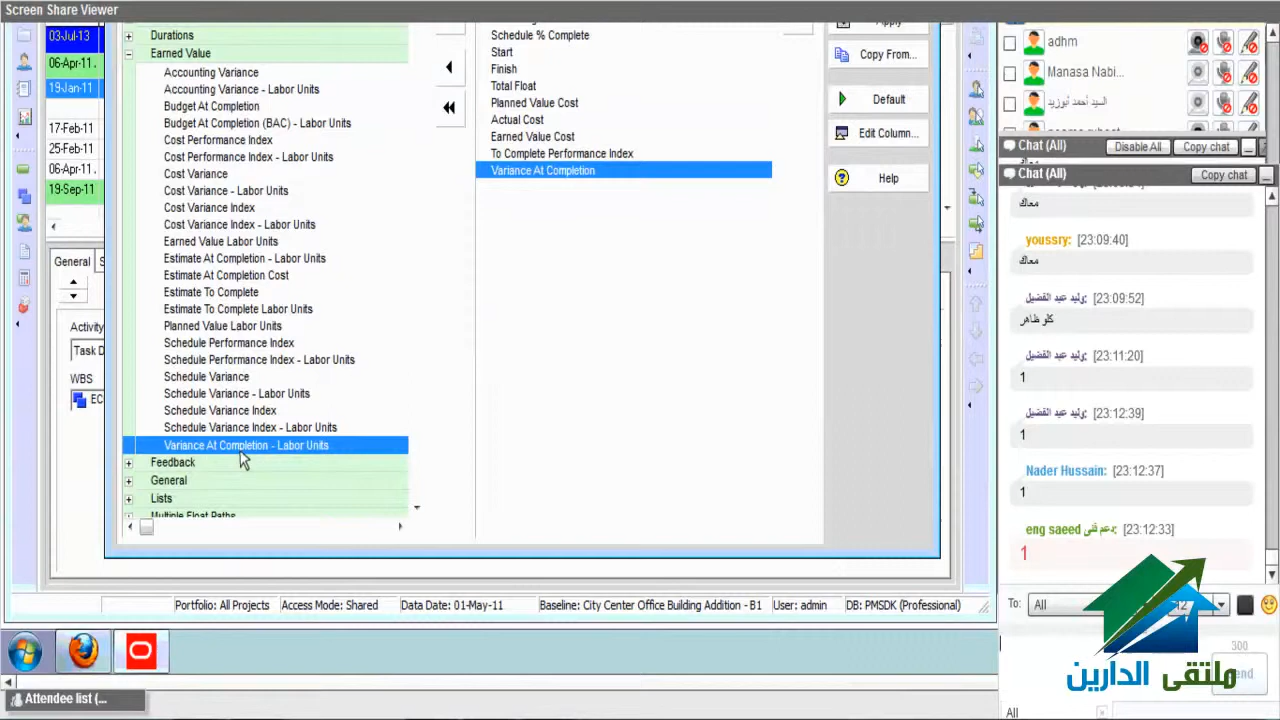 Screen Share Viewer
03-Jul-13
06-Apr-11
19-Jan-11
17-Feb-11
25-Feb-11
06-Apr-11
19-Sep-11
General
Activity
Task D
WBS
EC
Durations
Earned Value
Accounting Variance
Accounting Variance - Labor Units
Budget At Completion
Budget At Completion (BAC) - Labor Units
Cost Performance Index
Cost Performance Index - Labor Units
Cost Variance
Cost Variance - Labor Units
Cost Variance Index
Cost Variance Index - Labor Units
Earned Value Labor Units
Estimate At Completion - Labor Units
Estimate At Completion Cost
Estimate To Complete
Estimate To Complete Labor Units
Planned Value Labor Units
Schedule Performance Index
Schedule Performance Index - Labor Units
Schedule Variance
Schedule Variance - Labor Units
Schedule Variance Index
Schedule Variance Index - Labor Units
Variance At Completion - Labor Units
Feedback
General
Lists
Multiple Float Paths
Schedule % Complete
Start
Finish
Total Float
Planned Value Cost
Actual Cost
Earned Value Cost
To Complete Performance Index
Variance At Completion
Apply
Copy From...
Default
Edit Column...
Help
Portfolio: All Projects
Access Mode: Shared
Data Date: 01-May-11
Baseline: City Center Office Building Addition - B1
User: admin
DB: PMSDK (Professional)
Attendee list (...
adhm
Manasa Nabi...
السيد أحمد أبوزيد
Chat (All)
Disable All
Copy chat
Chat (All)
Copy chat
معاك
youssry: [23:09:40]
معاك
وليد عبد الفضيل: [23:09:52]
كلو ظاهر
وليد عبد الفضيل: [23:11:20]
1
وليد عبد الفضيل: [23:12:39]
1
Nader Hussain: [23:12:37]
1
eng saeed دعم فنى: [23:12:33]
1
To: All
12
300
ملتقى الدارين
All